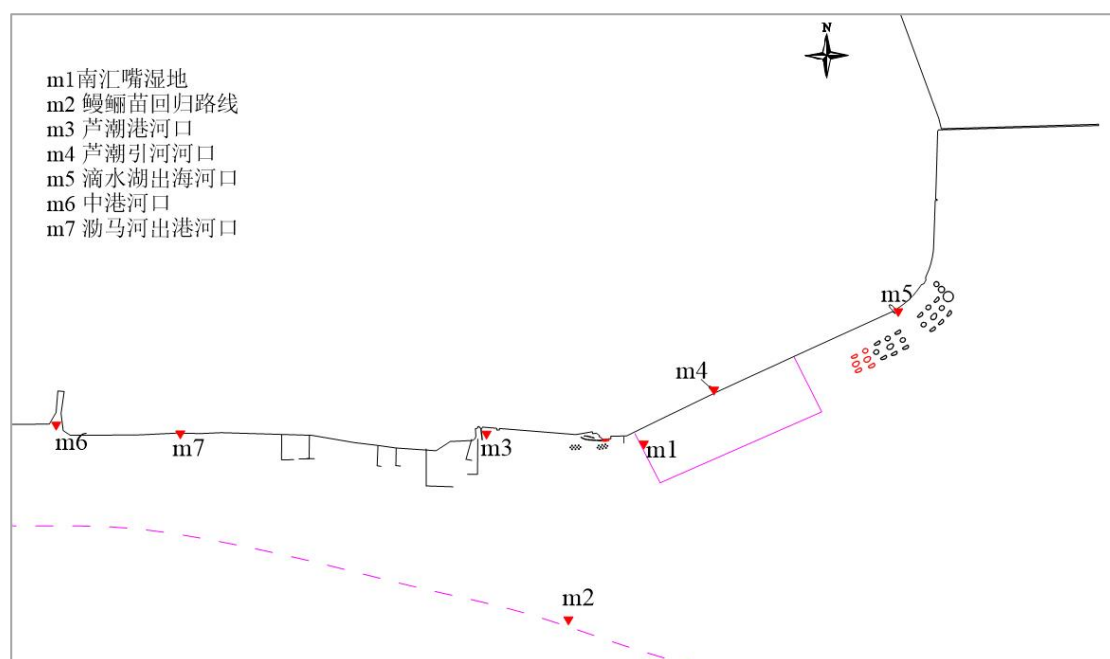 N
m1南汇嘴湿地
m2 鳗鲡苗回归路线
m3 芦潮港河口
m4 芦潮引河河口
m5 滴水湖出海河口
m6 中港河口
m7 泐马河出港河口
m5
m4
m6
m7
m3
m1
m2